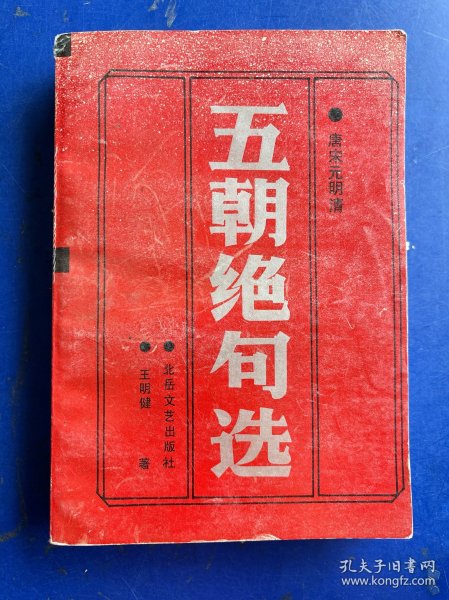 唐宋元明清
五朝绝句选
北岳文艺出版社
王明健 著
孔夫子旧书网
www.kongfz.com